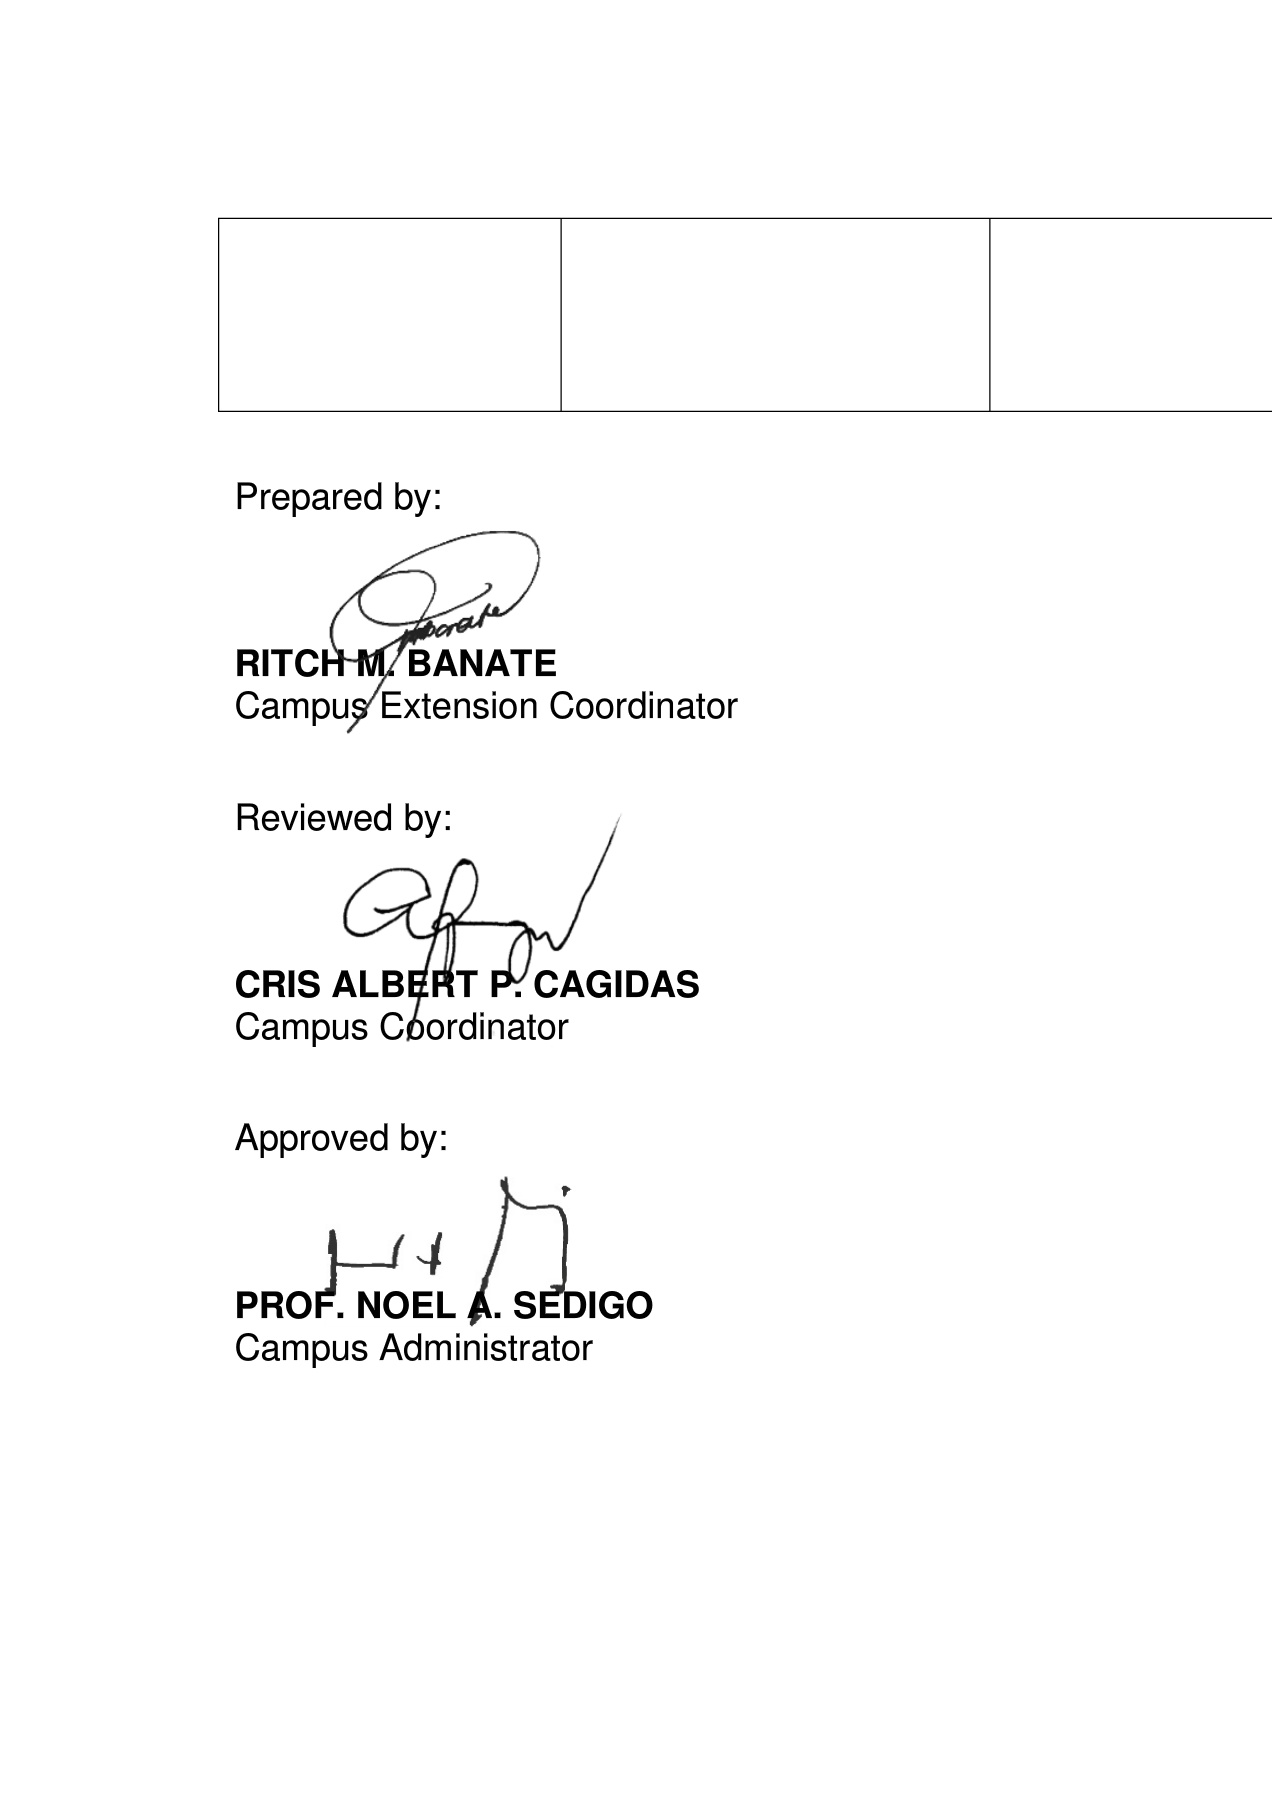 Prepared by:
RITCH M. BANATE
Campus Extension Coordinator
Reviewed by:
CRIS ALBERT P. CAGIDAS
Campus Coordinator
Approved by:
PROF. NOEL A. SEDIGO
Campus Administrator